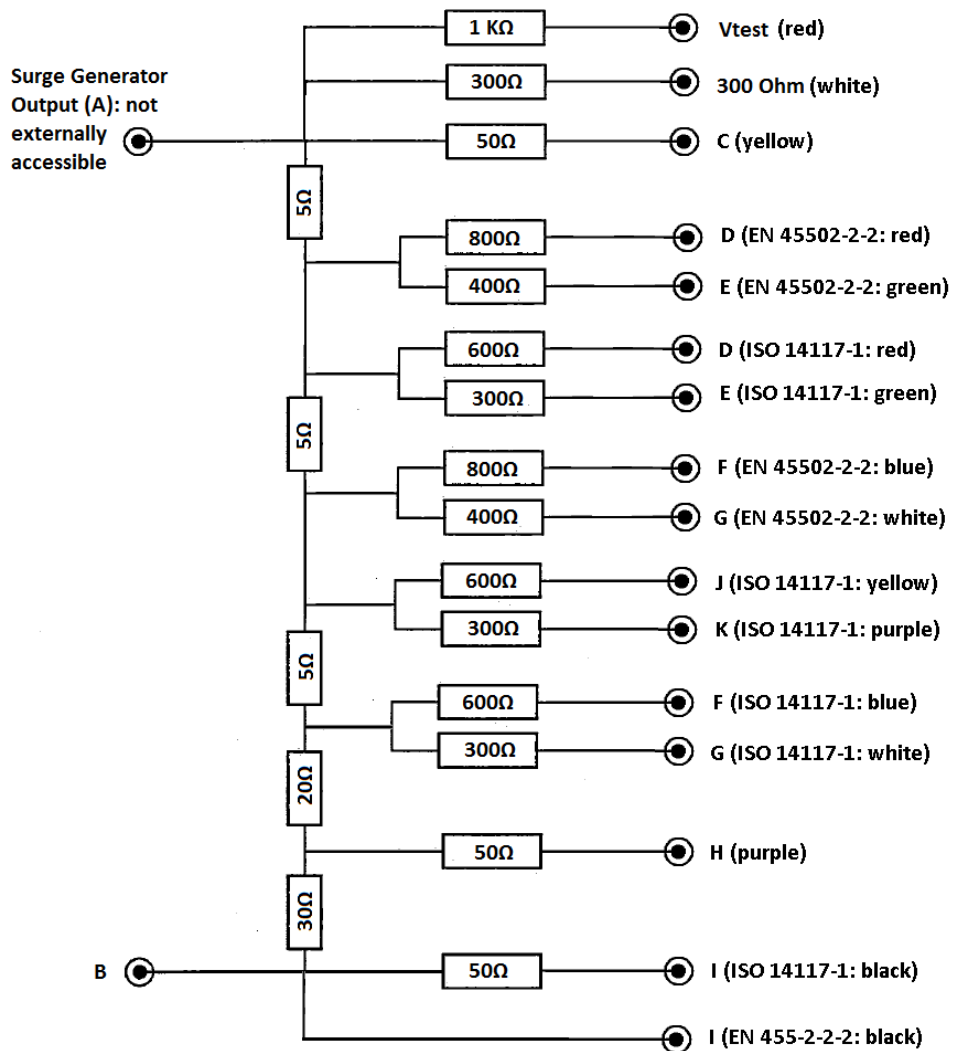 1 KΩ
Vtest (red)
Surge Generator
Output (A): not
externally
accessible
300Ω
300 Ohm (white)
50Ω
C (yellow)
5Ω
800Ω
D (EN 45502-2-2: red)
400Ω
E (EN 45502-2-2: green)
600Ω
D (ISO 14117-1: red)
300Ω
E (ISO 14117-1: green)
5Ω
800Ω
F (EN 45502-2-2: blue)
400Ω
G (EN 45502-2-2: white)
600Ω
J (ISO 14117-1: yellow)
300Ω
K (ISO 14117-1: purple)
5Ω
600Ω
F (ISO 14117-1: blue)
300Ω
G (ISO 14117-1: white)
20Ω
50Ω
H (purple)
30Ω
B
50Ω
I (ISO 14117-1: black)
I (EN 455-2-2-2: black)